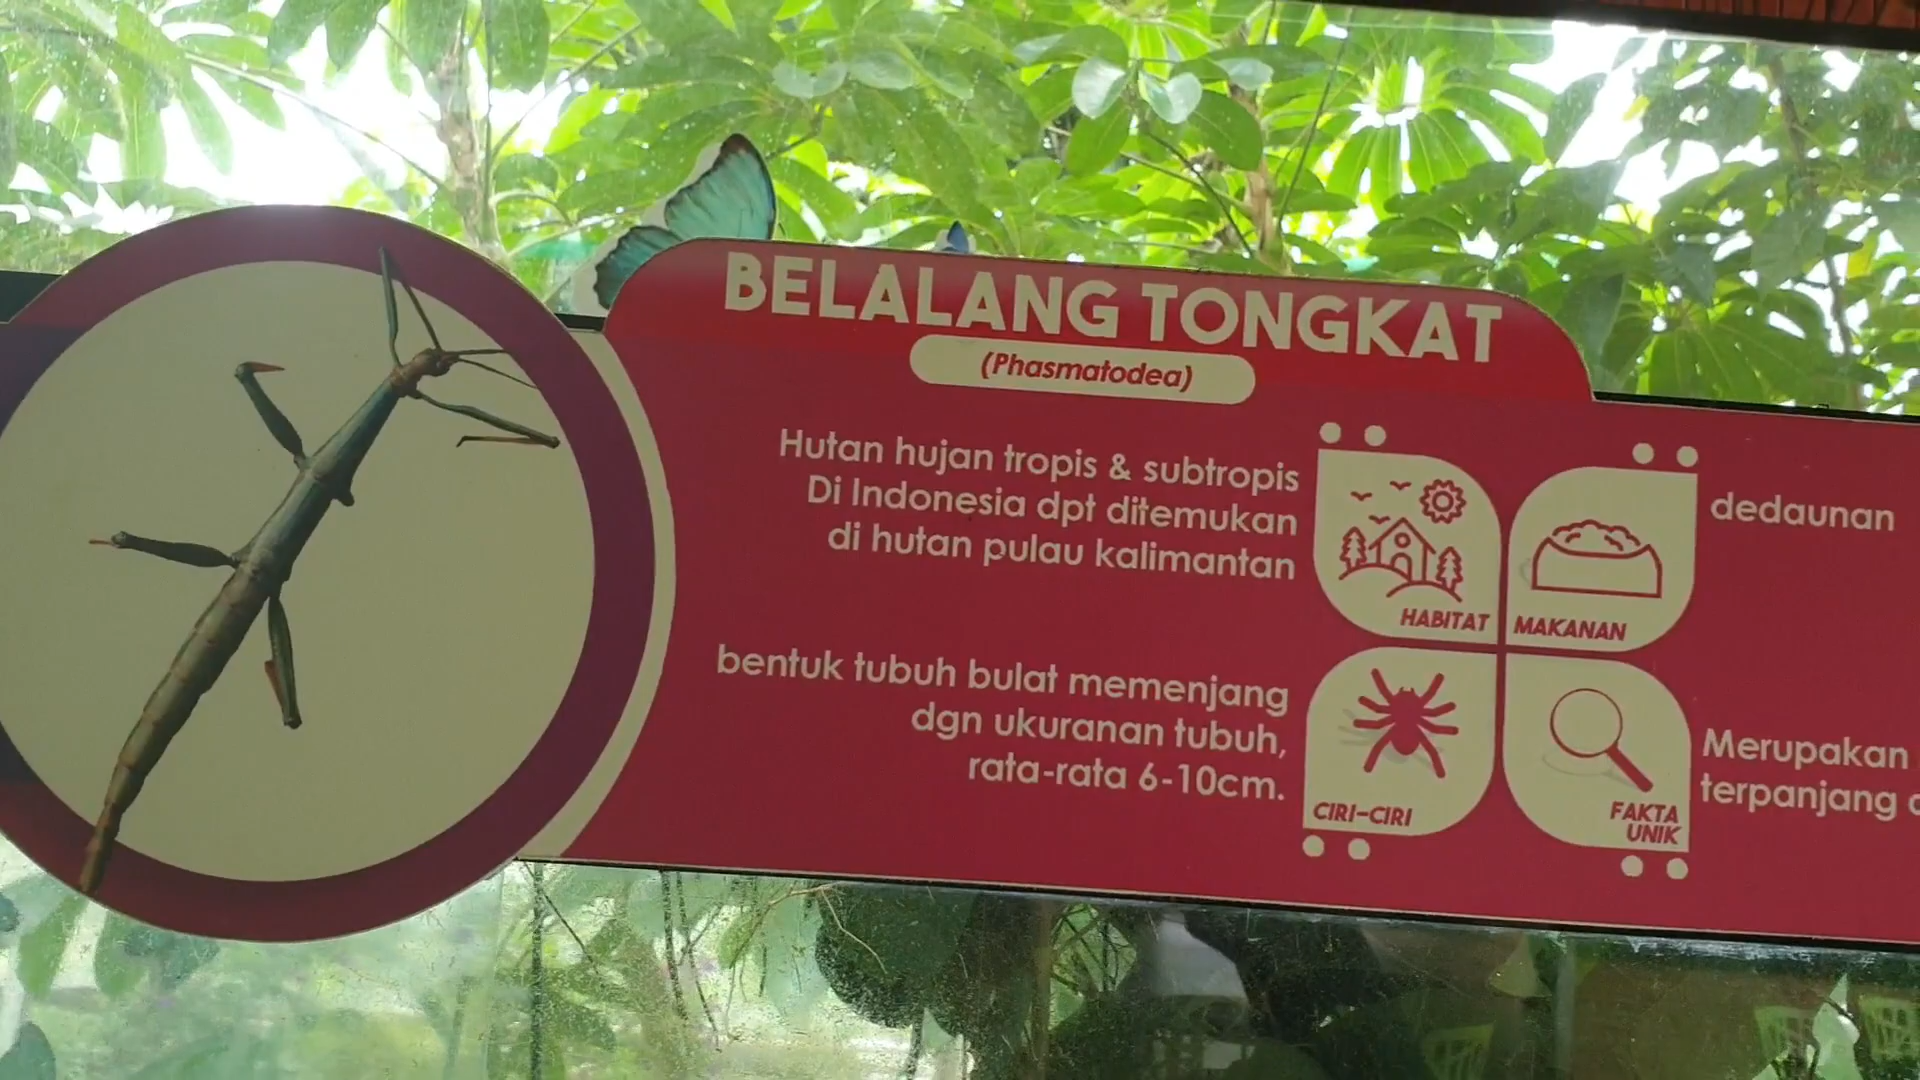 BELALANG TONGKAT
(Phasmatodea)
Hutan hujan tropis & subtropis
Di Indonesia dpt ditemukan
di hutan pulau kalimantan
HABITAT
MAKANAN
dedaunan
bentuk tubuh bulat memenjang
dgn ukuranan tubuh,
rata-rata 6-10cm.
CIRI-CIRI
FAKTA
UNIK
Merupakan
terpanjang